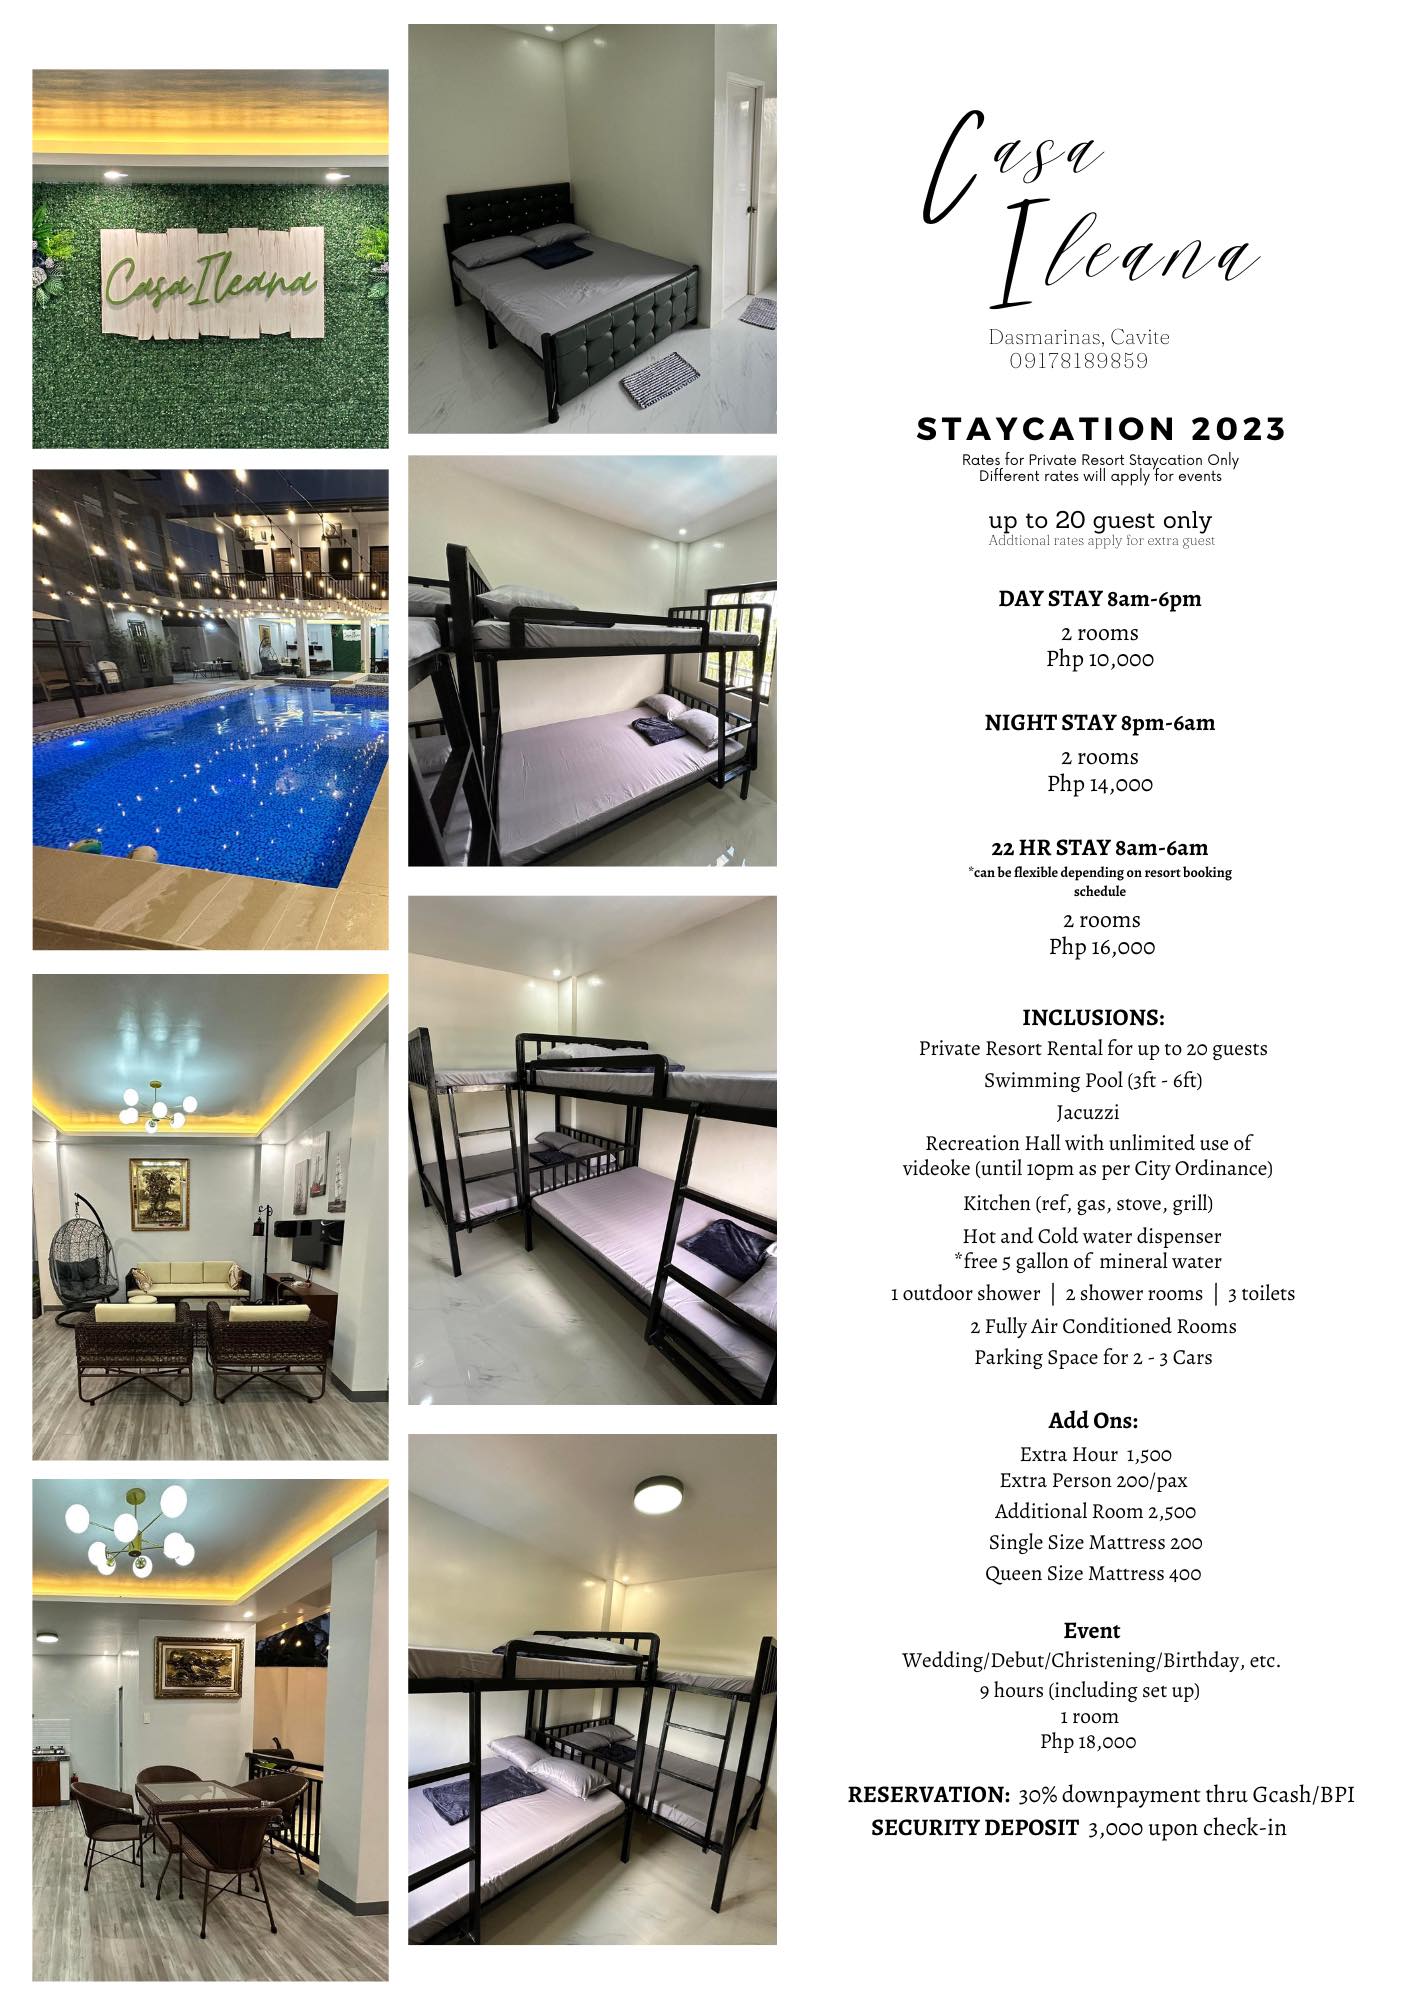 CasaIleana
Casa
Ileana
Dasmarinas, Cavite
09178189859
STAYCATION 2023
Rates for Private Resort Staycation Only
Different rates will apply for events
up to 20 guest only
Addtional rates apply for extra guest
DAY STAY 8am-6pm
2 rooms
Php 10,000
NIGHT STAY 8pm-6am
2 rooms
Php 14,000
22 HR STAY 8am-6am
*can be flexible depending on resort booking
schedule
2 rooms
Php 16,000
INCLUSIONS:
Private Resort Rental for up to 20 guests
Swimming Pool (3ft - 6ft)
Jacuzzi
Recreation Hall with unlimited use of
videoke (until 10pm as per City Ordinance)
Kitchen (ref, gas, stove, grill)
Hot and Cold water dispenser
*free 5 gallon of mineral water
1 outdoor shower | 2 shower rooms | 3 toilets
2 Fully Air Conditioned Rooms
Parking Space for 2 - 3 Cars
Add Ons:
Extra Hour 1,500
Extra Person 200/pax
Additional Room 2,500
Single Size Mattress 200
Queen Size Mattress 400
Event
Wedding/Debut/Christening/Birthday, etc.
9 hours (including set up)
1 room
Php 18,000
RESERVATION: 30% downpayment thru Gcash/BPI
SECURITY DEPOSIT 3,000 upon check-in